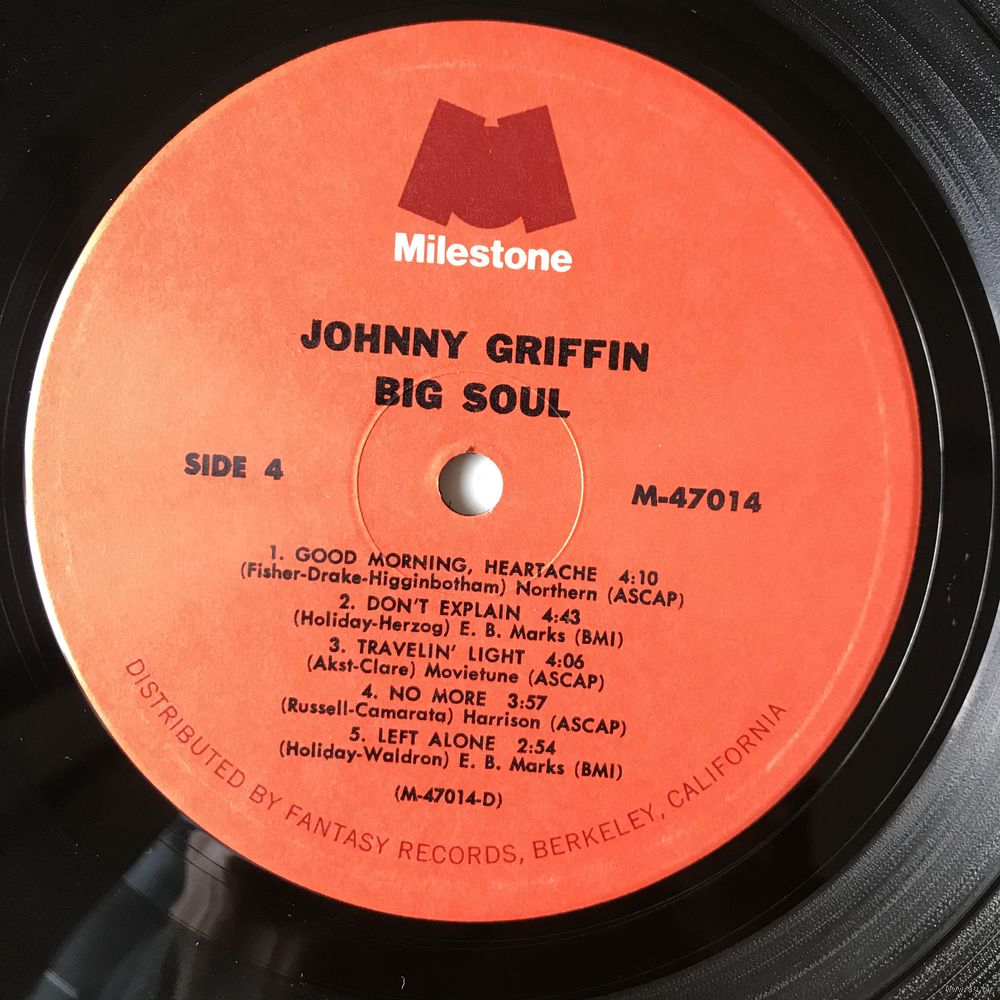 Milestone
JOHNNY GRIFFIN
BIG SOUL
SIDE 4
M-47014
1. GOOD MORNING, HEARTACHE 4:10
(Fisher-Drake-Higginbotham) Northern (ASCAP)
2. DON'T EXPLAIN 4:43
(Holiday-Herzog) E. B. Marks (BMI)
3. TRAVELIN' LIGHT 4:06
(Akst-Clare) Movietune (ASCAP)
4. NO MORE 3:57
(Russell-Camarata) Harrison (ASCAP)
5. LEFT ALONE 2:54
(Holiday-Waldron) E. B. Marks (BMI)
(M-47014-D)
DISTRIBUTED BY FANTASY RECORDS, BERKELEY, CALIFORNIA